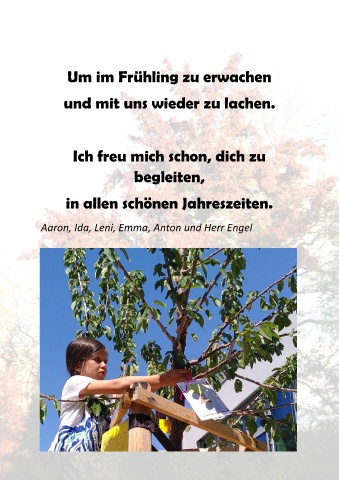 Um im Frühling zu erwachen
und mit uns wieder zu lachen.
Ich freu mich schon, dich zu
begleiten,
in allen schönen Jahreszeiten.
Aaron, Ida, Leni, Emma, Anton und Herr Engel